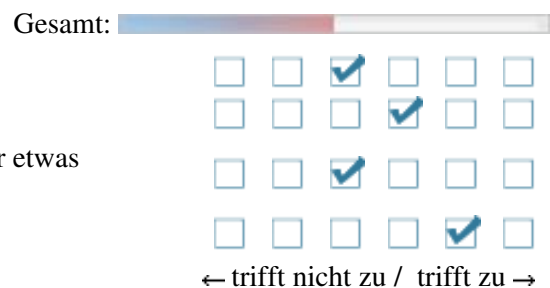 Gesamt:
r etwas
← trifft nicht zu / trifft zu →